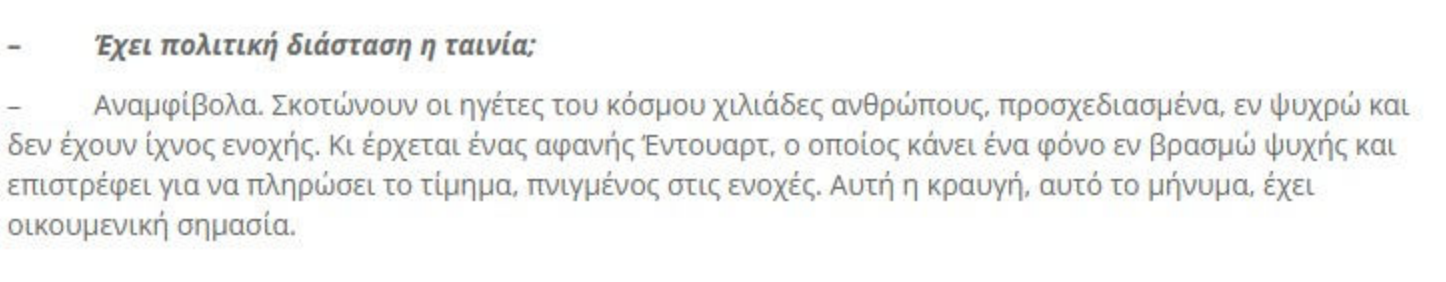 – Έχει πολιτική διάσταση η ταινία;
– Αναμφίβολα. Σκοτώνουν οι ηγέτες του κόσμου χιλιάδες ανθρώπους, προσχεδιασμένα, εν ψυχρώ και
δεν έχουν ίχνος ενοχής. Κι έρχεται ένας αφανής Έντουαρτ, ο οποίος κάνει ένα φόνο εν βρασμώ ψυχής και
επιστρέφει για να πληρώσει το τίμημα, πνιγμένος στις ενοχές. Αυτή η κραυγή, αυτό το μήνυμα, έχει
οικουμενική σημασία.